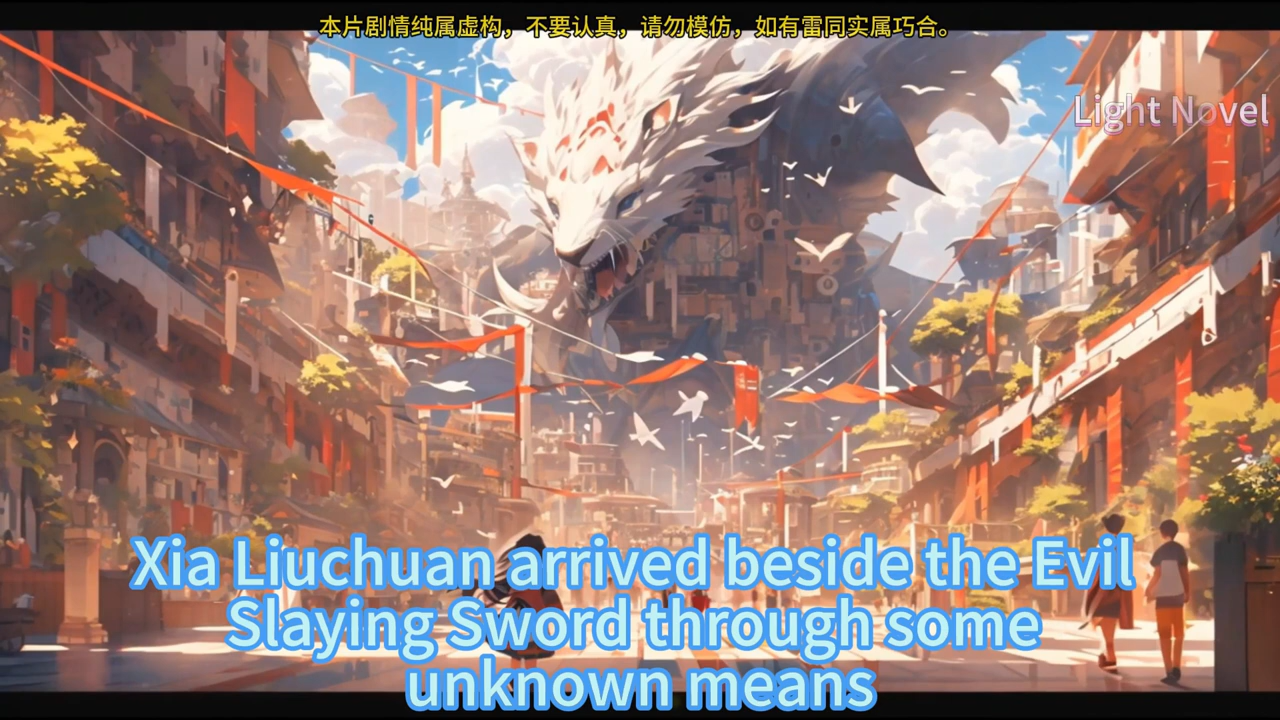 本片剧情纯属虚构，不要认真，请勿模仿，如有雷同实属巧合。
Light Novel
Xia Liuchuan arrived beside the Evil
Slaying Sword through some
unknown means